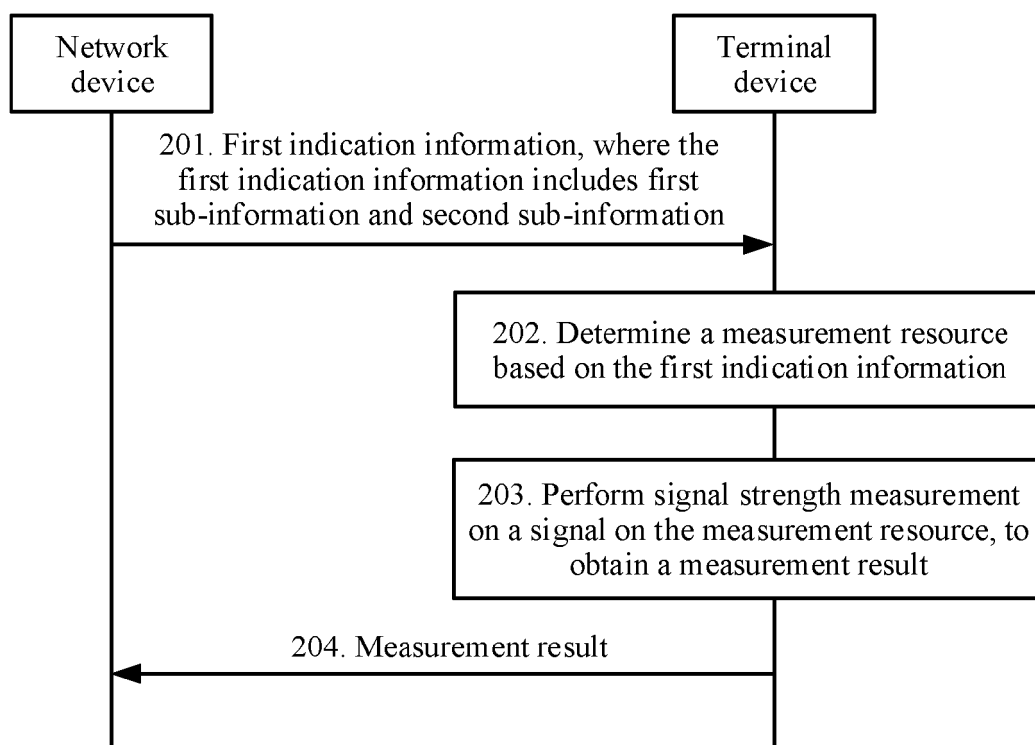 Network
device
Terminal
device
201. First indication information, where the
first indication information includes first
sub-information and second sub-information
202. Determine a measurement resource
based on the first indication information
203. Perform signal strength measurement
on a signal on the measurement resource, to
obtain a measurement result
204. Measurement result